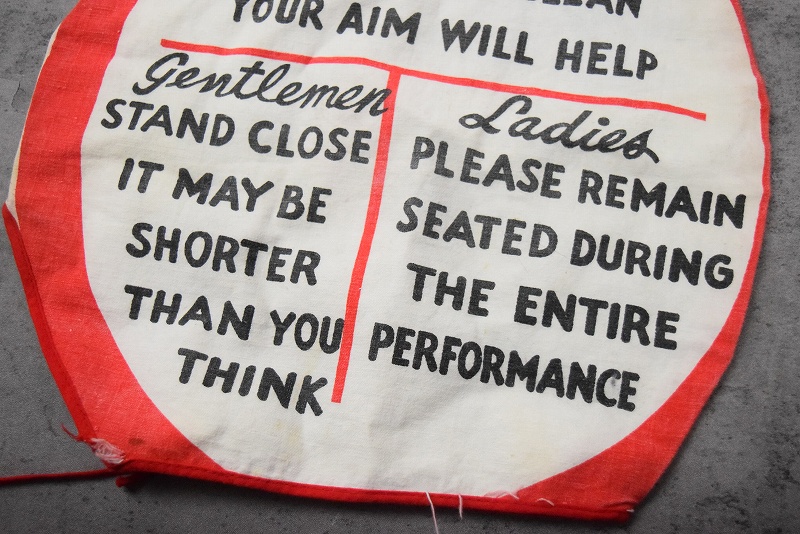 YOUR AIM WILL HELP
Gentlemen
STAND CLOSE
IT MAY BE
SHORTER
THAN YOU
THINK
Ladies
PLEASE REMAIN
SEATED DURING
THE ENTIRE
PERFORMANCE